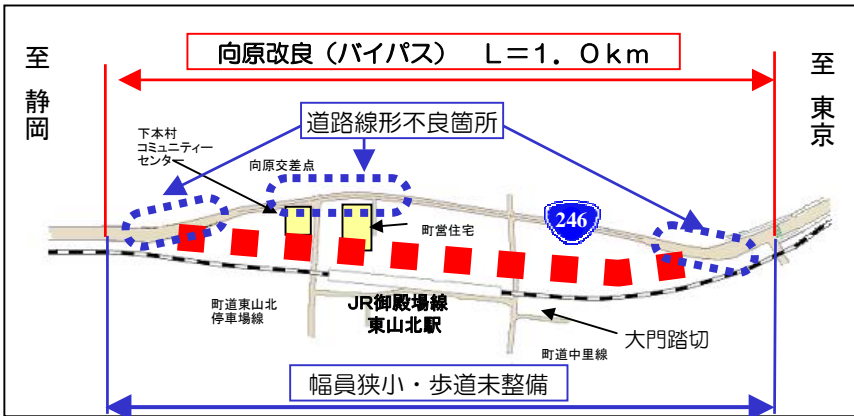 向原改良（バイパス）　L＝1．0km
至 静岡
至 東京
道路線形不良箇所
下本村
コミュニティー
センター
向原交差点
246
町営住宅
町道東山北
停車場線
JR御殿場線
東山北駅
大門踏切
町道中里線
幅員狭小・歩道未整備